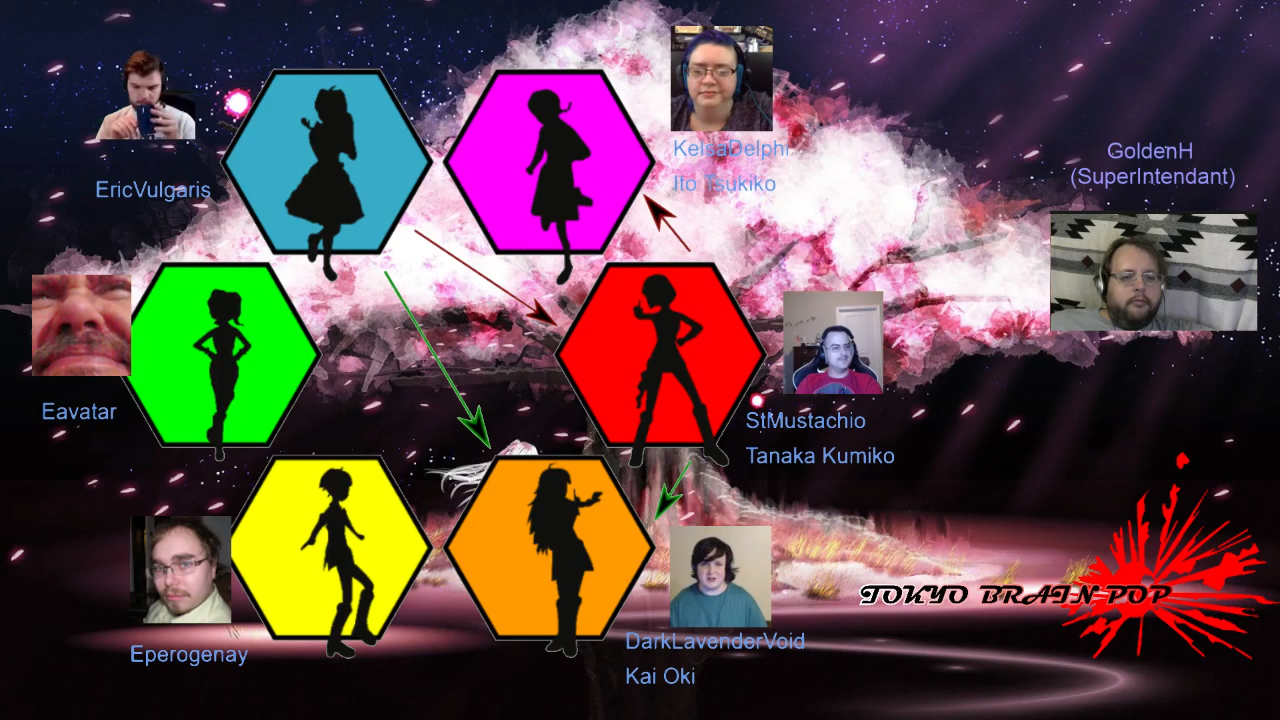 EricVulgaris
KelsaDelphi
Ito Tsukiko
GoldenH
(SuperIntendant)
Eavatar
StMustachio
Tanaka Kumiko
Eperogenay
DarkLavenderVoid
Kai Oki
TOKYO BRAIN POP